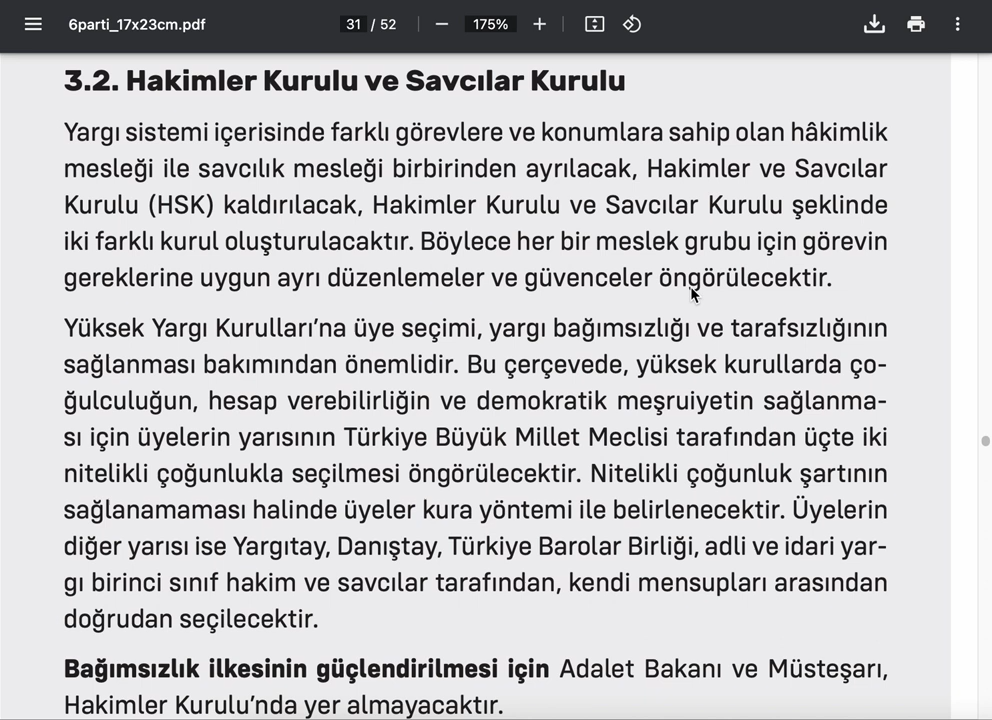 6parti_17x23cm.pdf 31 / 52 175%
3.2. Hakimler Kurulu ve Savcılar Kurulu
Yargı sistemi içerisinde farklı görevlere ve konumlara sahip olan hâkimlik
mesleği ile savcılık mesleği birbirinden ayrılacak, Hakimler ve Savcılar
Kurulu (HSK) kaldırılacak, Hakimler Kurulu ve Savcılar Kurulu şeklinde
iki farklı kurul oluşturulacaktır. Böylece her bir meslek grubu için görevin
gereklerine uygun ayrı düzenlemeler ve güvenceler öngörülecektir.
Yüksek Yargı Kurulları’na üye seçimi, yargı bağımsızlığı ve tarafsızlığının
sağlanması bakımından önemlidir. Bu çerçevede, yüksek kurullarda ço-
ğulculuğun, hesap verebilirliğin ve demokratik meşruiyetin sağlanma-
sı için üyelerin yarısının Türkiye Büyük Millet Meclisi tarafından üçte iki
nitelikli çoğunlukla seçilmesi öngörülecektir. Nitelikli çoğunluk şartının
sağlanamaması halinde üyeler kura yöntemi ile belirlenecektir. Üyelerin
diğer yarısı ise Yargıtay, Danıştay, Türkiye Barolar Birliği, adli ve idari yar-
gı birinci sınıf hakim ve savcılar tarafından, kendi mensupları arasından
doğrudan seçilecektir.
Bağımsızlık ilkesinin güçlendirilmesi için Adalet Bakanı ve Müsteşarı,
Hakimler Kurulu’nda yer almayacaktır.